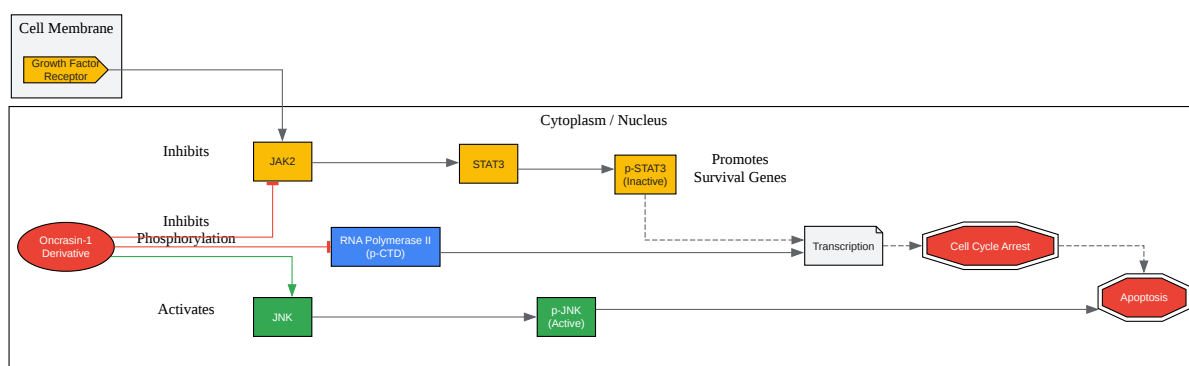 Cell Membrane
Growth Factor
Receptor
Cytoplasm / Nucleus
Inhibits
JAK2
STAT3
p-STAT3
(Inactive)
Promotes
Survival Genes
Inhibits
Phosphorylation
Oncrasin-1
Derivative
RNA Polymerase II
(p-CTD)
Transcription
Cell Cycle Arrest
Apoptosis
Activates
JNK
p-JNK
(Active)